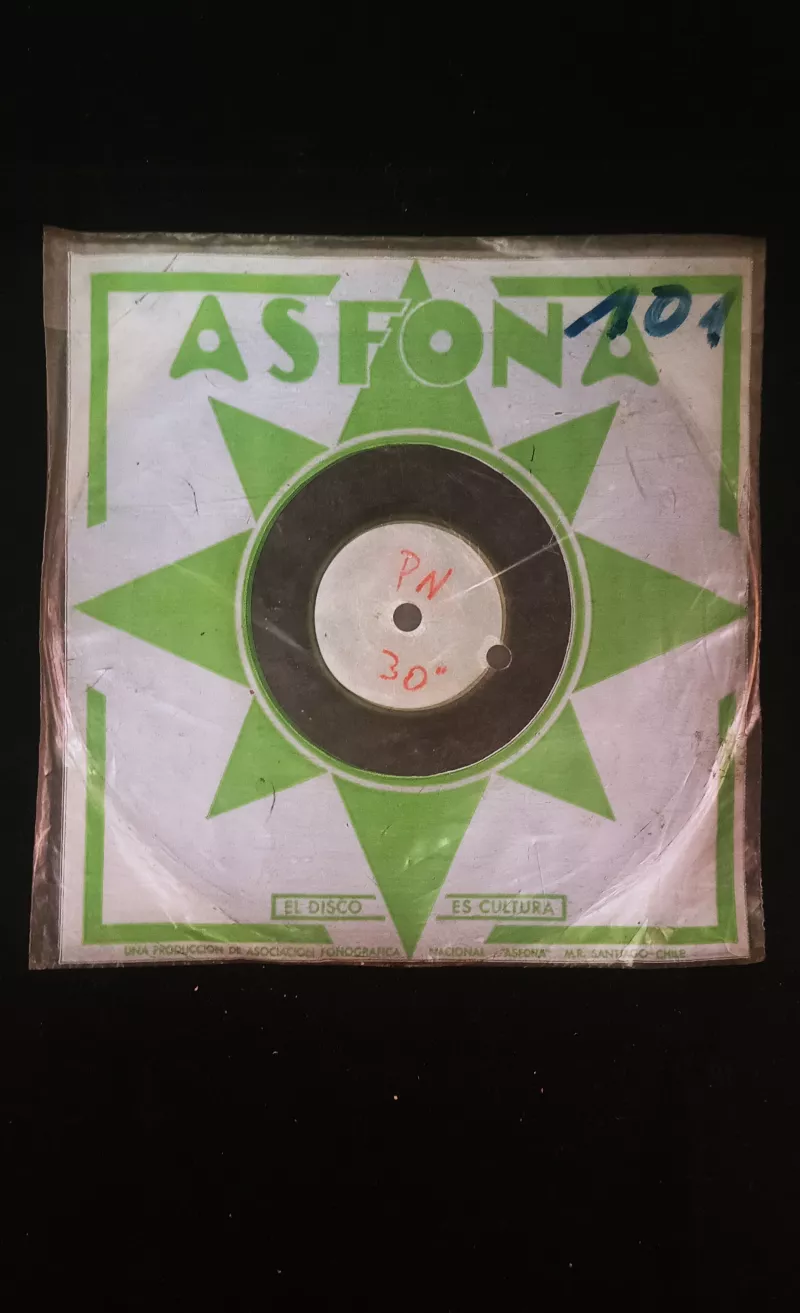 ASFONA
101
PN
30"
EL DISCO ES CULTURA
UNA PRODUCCION DE ASOCIACION FONOGRAFICA NACIONAL "ASFONA" M.R. SANTIAGO-CHILE